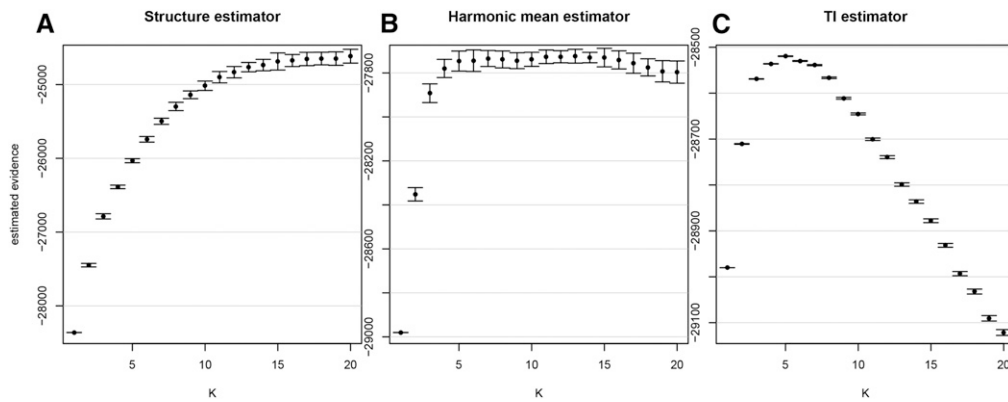 A Structure estimator
B Harmonic mean estimator
C TI estimator
estimated evidence
−25000
−26000
−27000
−28000
5 10 15 20
K
−27800
−28200
−28600
−29000
5 10 15 20
K
−28500
−28700
−28900
−29100
5 10 15 20
K